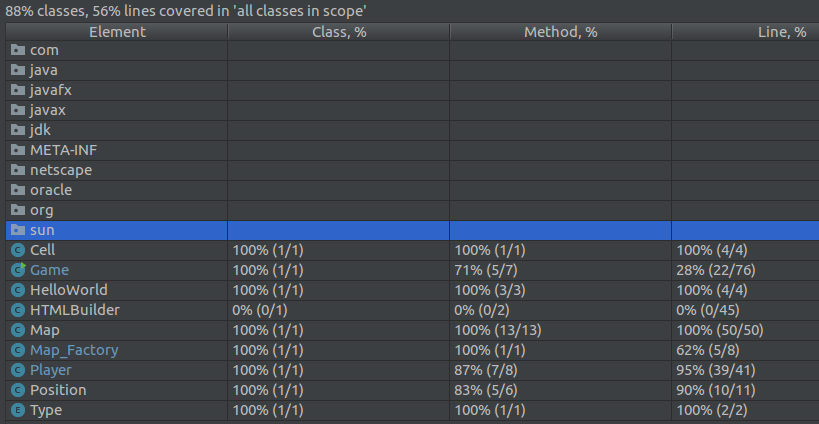 88% classes, 56% lines covered in 'all classes in scope'
Element Class, % Method, % Line, %
com
java
javafx
javax
jdk
META-INF
netscape
oracle
org
sun
C Cell 100% (1/1) 100% (1/1) 100% (4/4)
C Game 100% (1/1) 71% (5/7) 28% (22/76)
C HelloWorld 100% (1/1) 100% (3/3) 100% (4/4)
C HTMLBuilder 0% (0/1) 0% (0/2) 0% (0/45)
C Map 100% (1/1) 100% (13/13) 100% (50/50)
C Map_Factory 100% (1/1) 100% (1/1) 62% (5/8)
C Player 100% (1/1) 87% (7/8) 95% (39/41)
C Position 100% (1/1) 83% (5/6) 90% (10/11)
E Type 100% (1/1) 100% (1/1) 100% (2/2)